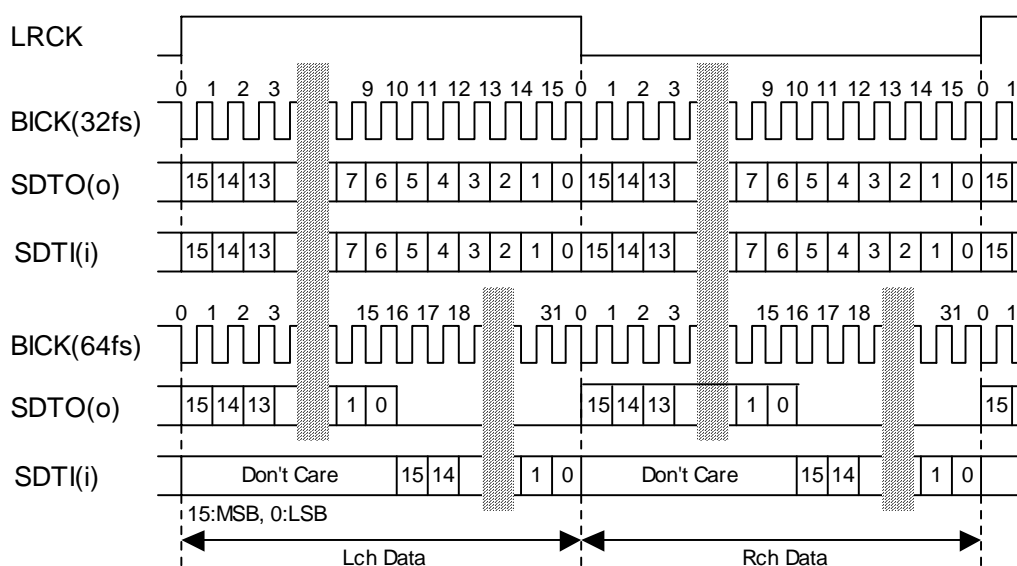 LRCK
0 1 2 3 9 10 11 12 13 14 15 0 1 2 3 9 10 11 12 13 14 15 0 1
BICK(32fs)
SDTO(o) 15 14 13 7 6 5 4 3 2 1 0 15 14 13 7 6 5 4 3 2 1 0 15
SDTI(i) 15 14 13 7 6 5 4 3 2 1 0 15 14 13 7 6 5 4 3 2 1 0 15
0 1 2 3 15 16 17 18 31 0 1 2 3 15 16 17 18 31 0 1
BICK(64fs)
SDTO(o) 15 14 13 1 0 15 14 13 1 0 15
SDTI(i) Don't Care 15 14 1 0 Don't Care 15 14 1 0
15:MSB, 0:LSB
Lch Data Rch Data